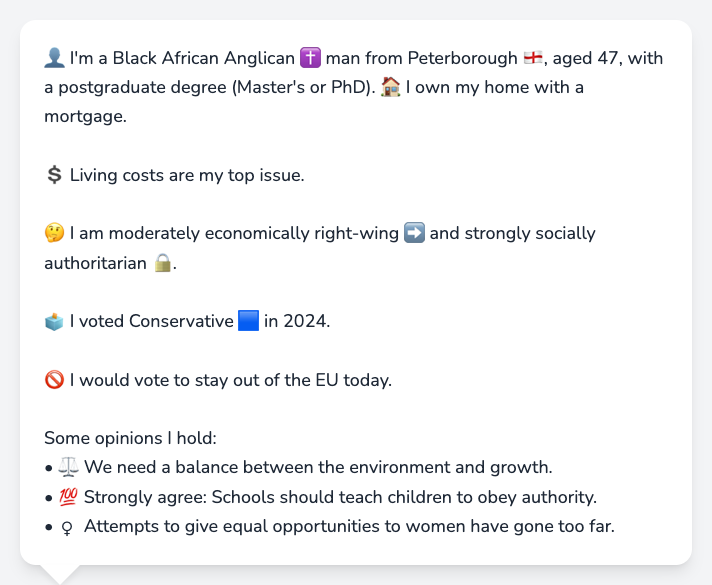 👤 I'm a Black African Anglican ✝️ man from Peterborough 🏴󠁧󠁢󠁥󠁮󠁧󠁿, aged 47, with
a postgraduate degree (Master's or PhD). 🏠 I own my home with a
mortgage.
💲 Living costs are my top issue.
🤔 I am moderately economically right-wing ➡️ and strongly socially
authoritarian 🔒.
🗳️ I voted Conservative 🟦 in 2024.
🚫 I would vote to stay out of the EU today.
Some opinions I hold:
• ⚖️ We need a balance between the environment and growth.
• 💯 Strongly agree: Schools should teach children to obey authority.
• ♀ Attempts to give equal opportunities to women have gone too far.